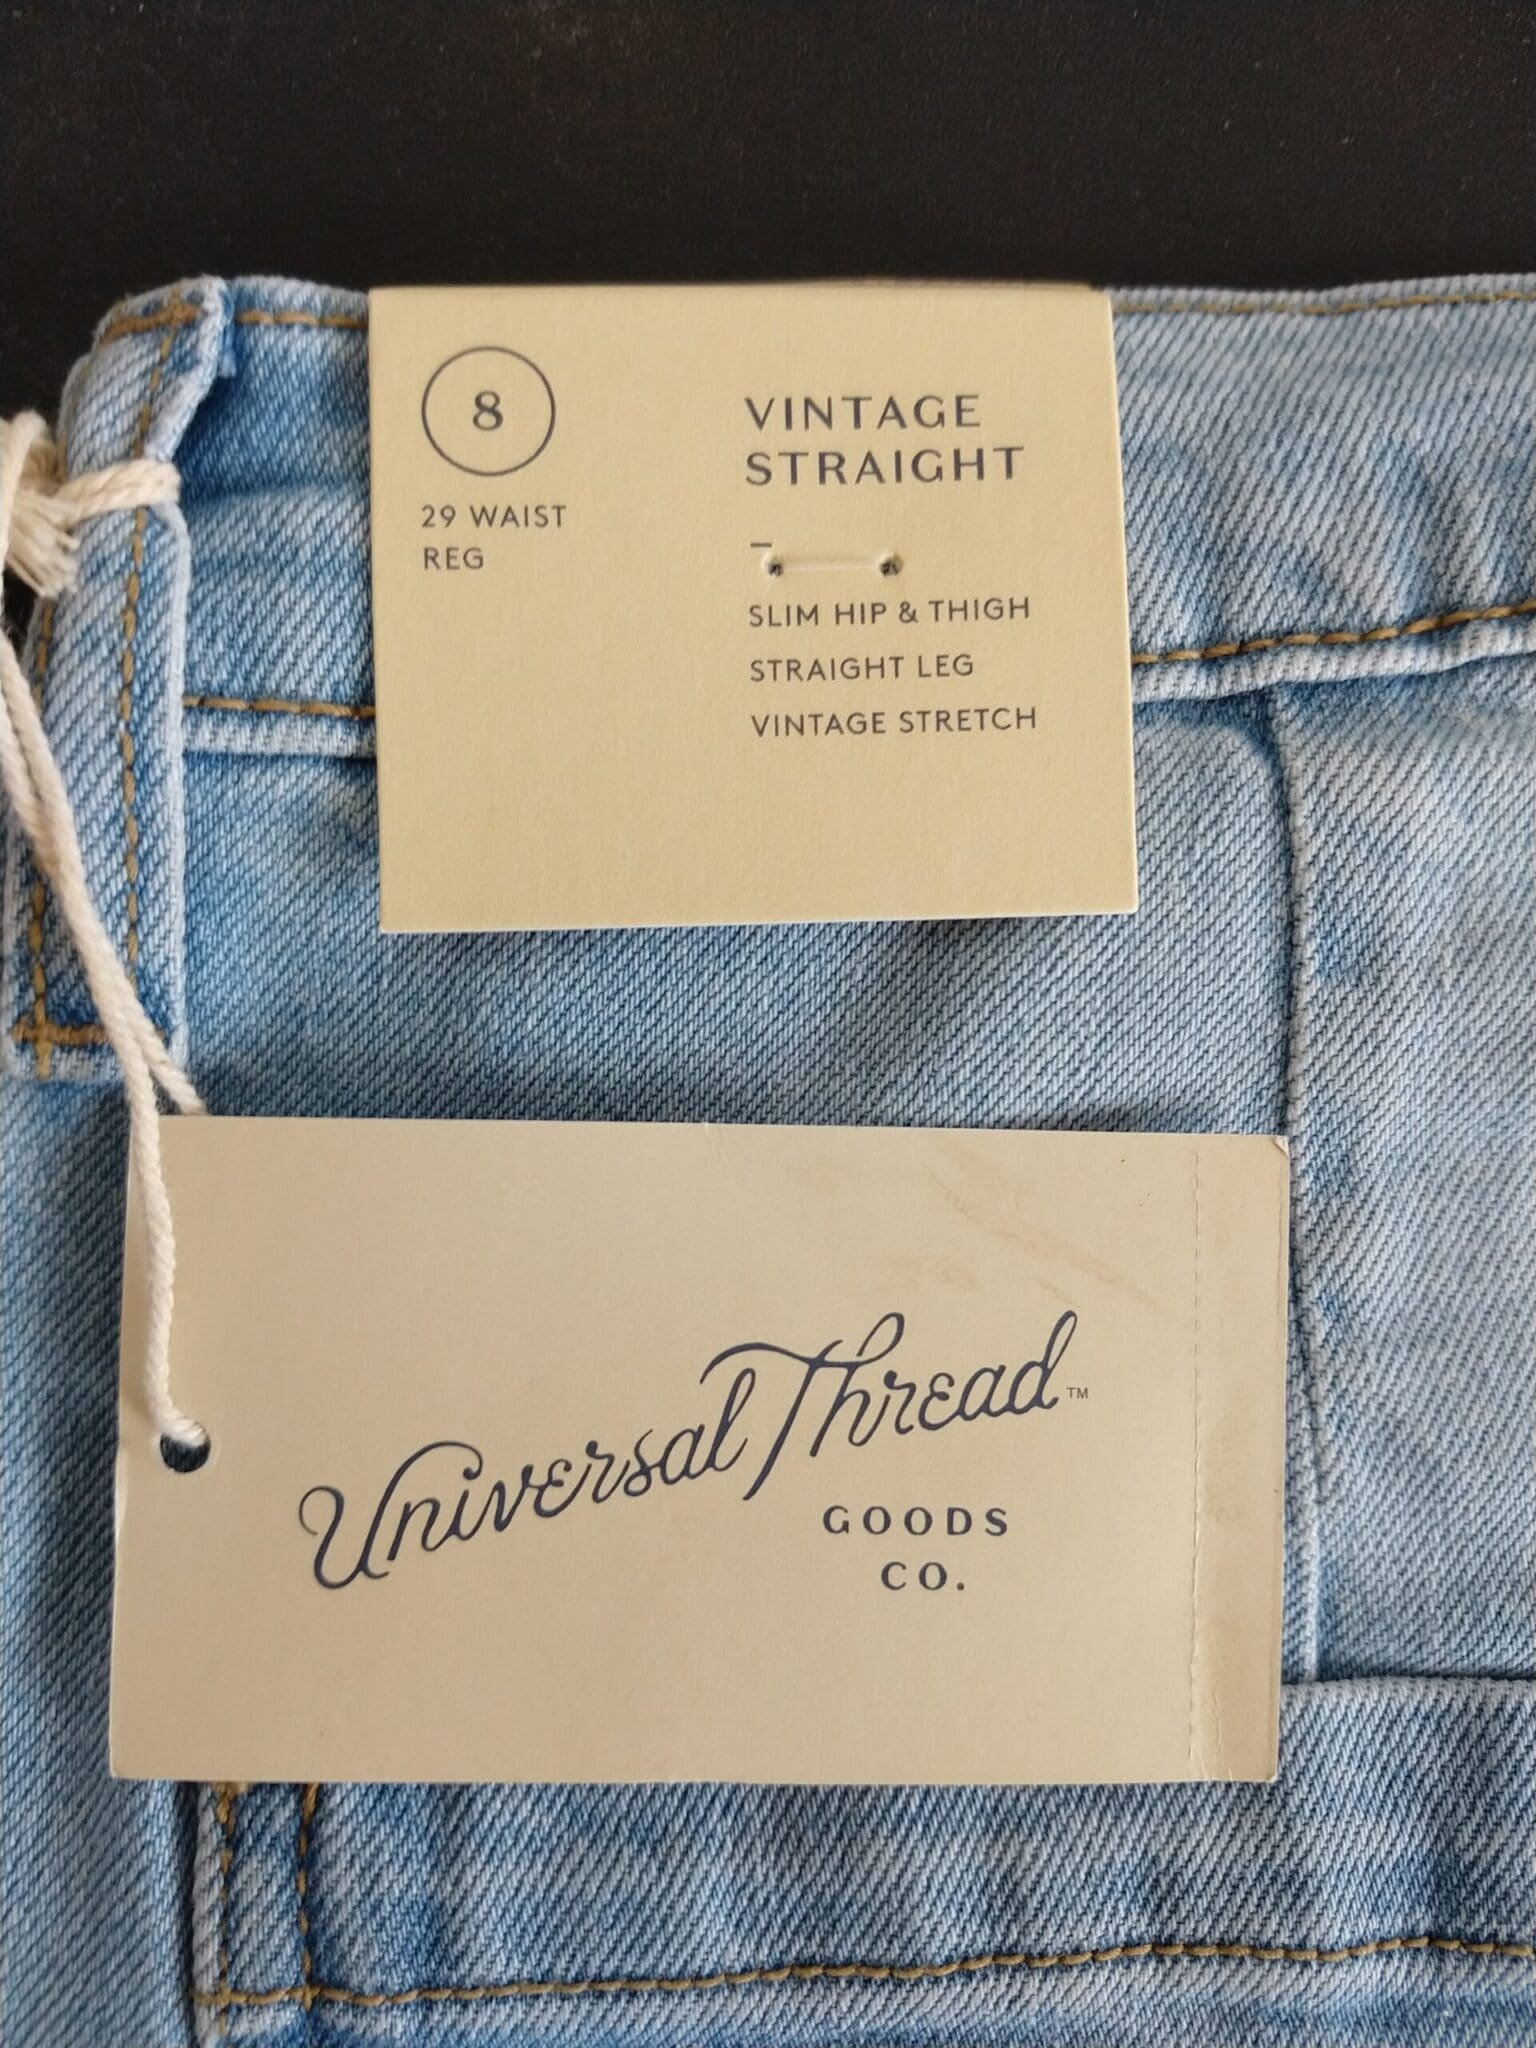 8
29 WAIST
REG
VINTAGE
STRAIGHT
–
SLIM HIP & THIGH
STRAIGHT LEG
VINTAGE STRETCH
Universal Thread™
GOODS
CO.